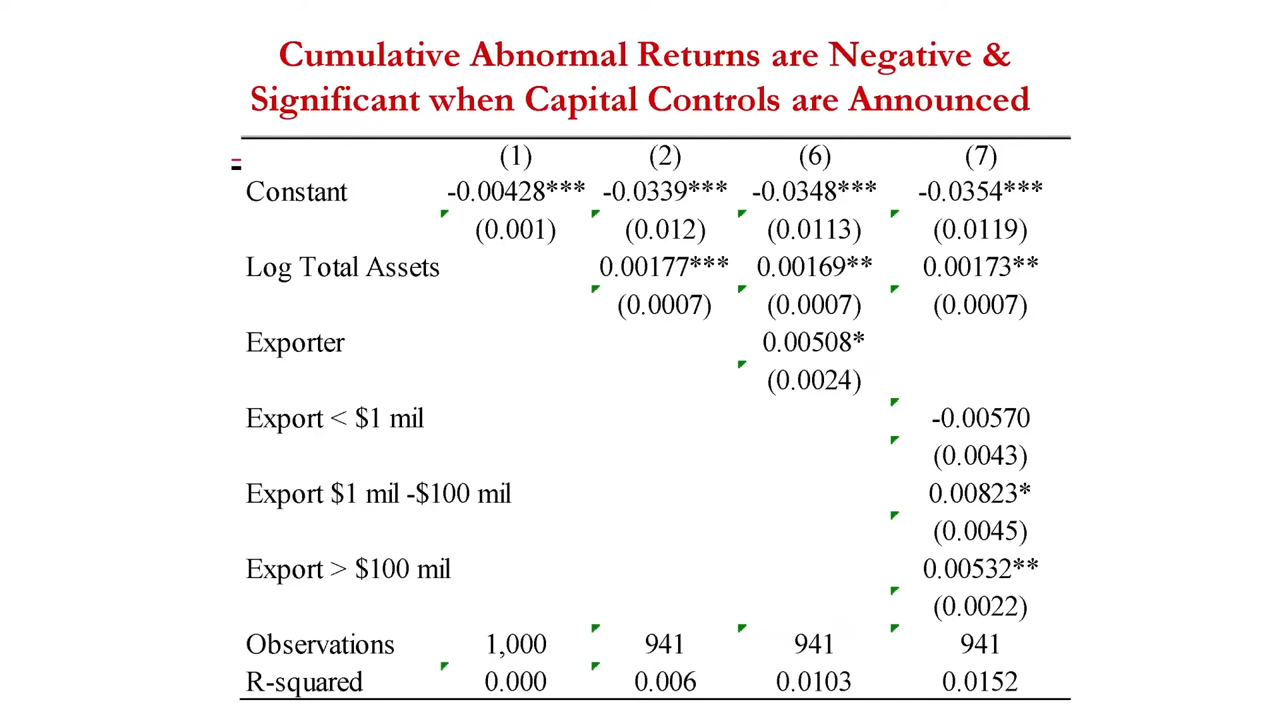 Cumulative Abnormal Returns are Negative &
Significant when Capital Controls are Announced
(1) (2) (6) (7)
Constant -0.00428*** -0.0339*** -0.0348*** -0.0354***
(0.001) (0.012) (0.0113) (0.0119)
Log Total Assets 0.00177*** 0.00169** 0.00173**
(0.0007) (0.0007) (0.0007)
Exporter 0.00508*
(0.0024)
Export < $1 mil -0.00570
(0.0043)
Export $1 mil -$100 mil 0.00823*
(0.0045)
Export > $100 mil 0.00532**
(0.0022)
Observations 1,000 941 941 941
R-squared 0.000 0.006 0.0103 0.0152